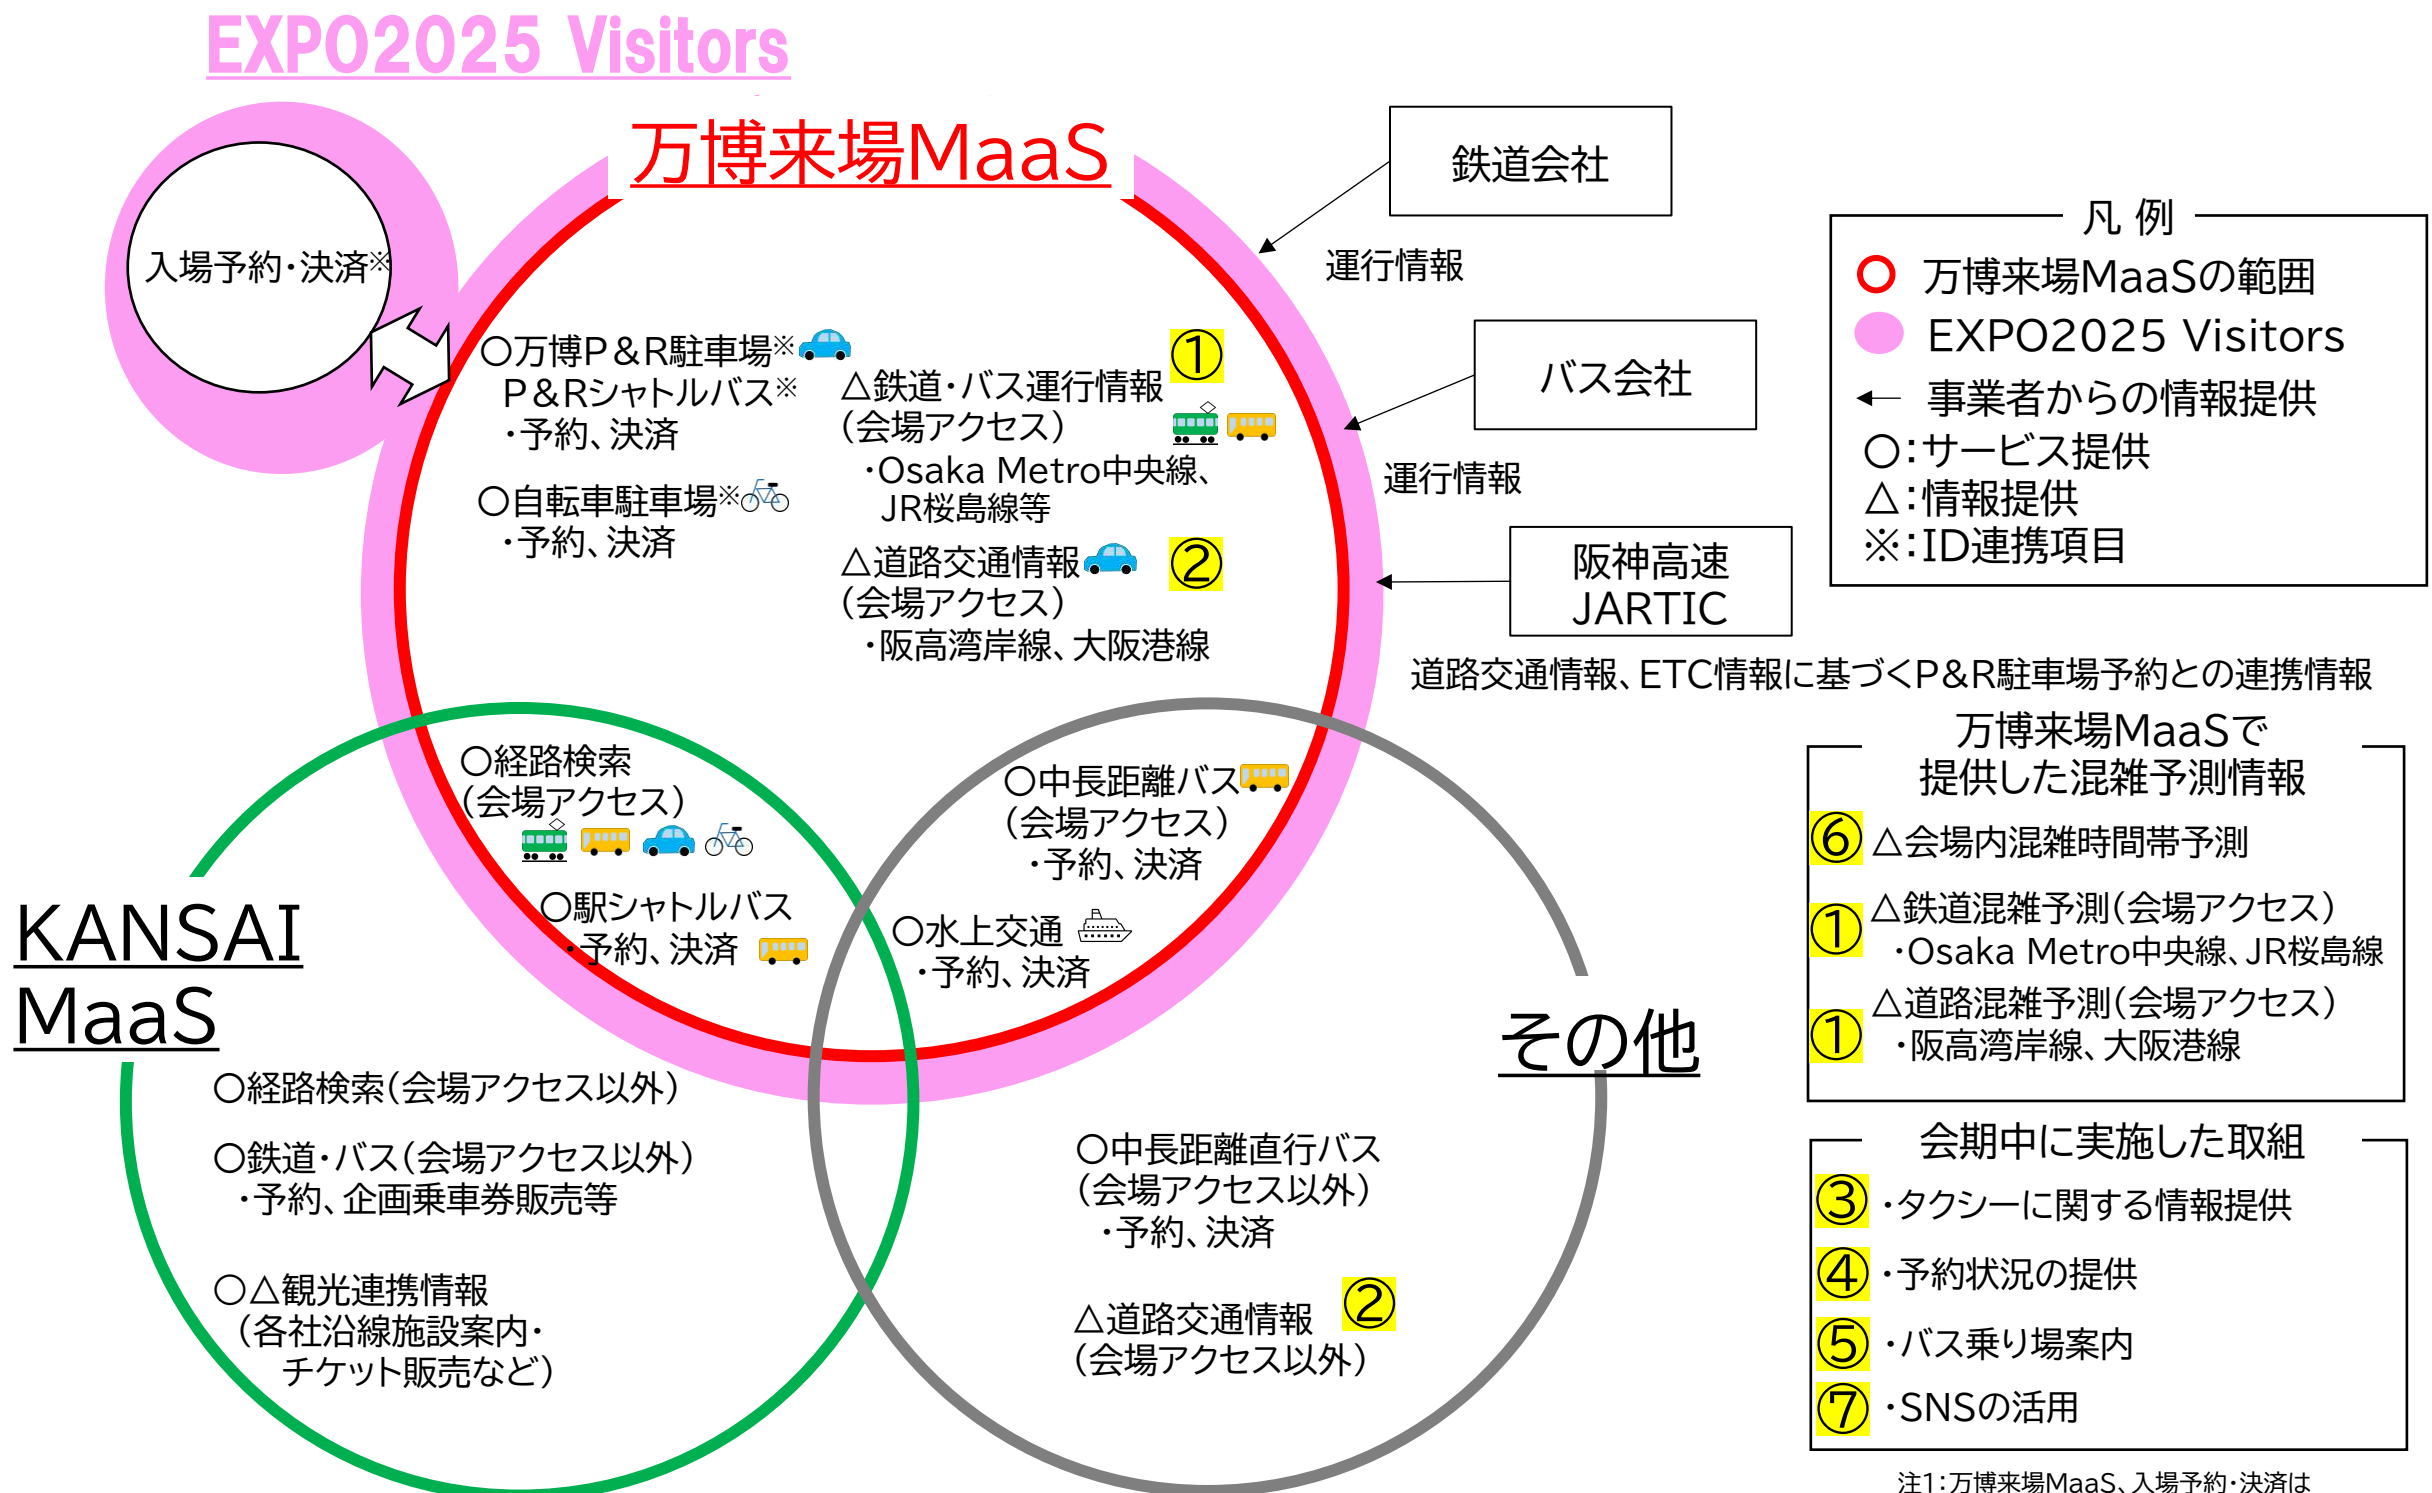 EXPO2025 Visitors
万博来場MaaS
入場予約・決済※
〇万博P＆R駐車場※
P&Rシャトルバス※
・予約、決済
〇自転車駐車場※
・予約、決済
①
△鉄道・バス運行情報
（会場アクセス）
・Osaka Metro中央線、
JR桜島線等
△道路交通情報
②
（会場アクセス）
・阪高湾岸線、大阪港線
鉄道会社
運行情報
バス会社
運行情報
阪神高速
JARTIC
道路交通情報、ETC情報に基づくP&R駐車場予約との連携情報
凡 例
万博来場MaaSの範囲
EXPO2025 Visitors
事業者からの情報提供
〇：サービス提供
△：情報提供
※：ID連携項目
〇経路検索
（会場アクセス）
〇駅シャトルバス
・予約、決済
〇中長距離バス
（会場アクセス）
・予約、決済
〇水上交通
・予約、決済
KANSAI
MaaS
〇経路検索（会場アクセス以外）
〇鉄道・バス（会場アクセス以外）
・予約、企画乗車券販売等
〇△観光連携情報
（各社沿線施設案内・
チケット販売など）
その他
〇中長距離直行バス
（会場アクセス以外）
・予約、決済
△道路交通情報
②
（会場アクセス以外）
万博来場MaaSで
提供した混雑予測情報
⑥ △会場内混雑時間帯予測
① △鉄道混雑予測（会場アクセス）
・Osaka Metro中央線、JR桜島線
① △道路混雑予測（会場アクセス）
・阪高湾岸線、大阪港線
会期中に実施した取組
③ ・タクシーに関する情報提供
④ ・予約状況の提供
⑤ ・バス乗り場案内
⑦ ・SNSの活用
注1：万博来場MaaS、入場予約・決済は